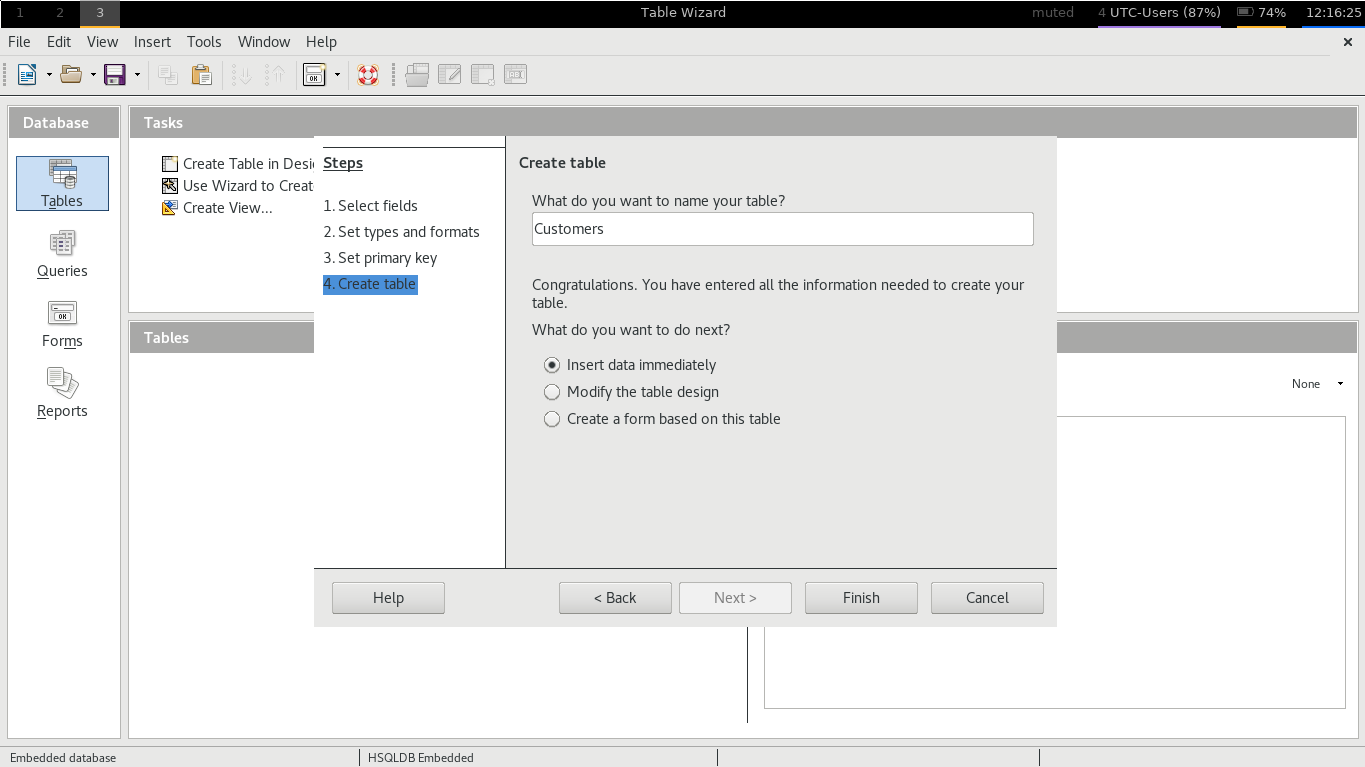 1 2 3 Table Wizard muted 4 UTC-Users (87%) 74% 12:16:25
File Edit View Insert Tools Window Help
Database
Tables
Queries
Forms
Reports
Tasks
Create Table in Desi
Use Wizard to Creat
Create View...
Tables
None
Steps
1. Select fields
2. Set types and formats
3. Set primary key
4. Create table
Create table
What do you want to name your table?
Customers
Congratulations. You have entered all the information needed to create your
table.
What do you want to do next?
Insert data immediately
Modify the table design
Create a form based on this table
Help < Back Next > Finish Cancel
Embedded database HSQLDB Embedded